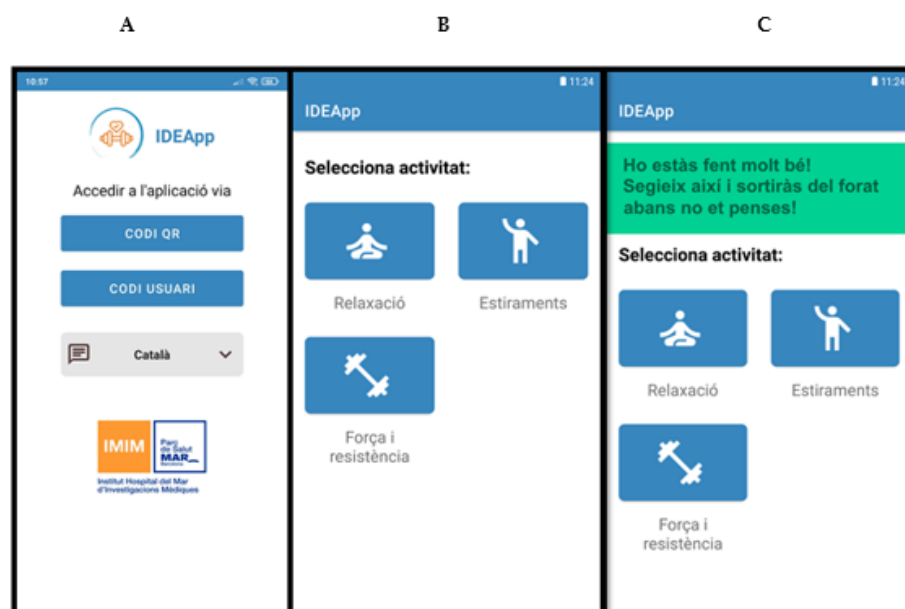 A
B
C
10:57
IDEApp
Accedir a l'aplicació via
CODI QR
CODI USUARI
Català
IMIM
Parc
de Salut
MAR
Barcelona
Institut Hospital del Mar
d'Investigacions Mèdiques
11:24
IDEApp
Selecciona activitat:
Relaxació
Estiraments
Força i
resistència
11:24
IDEApp
Ho estàs fent molt bé!
Segieix així i sortiràs del forat
abans no et penses!
Selecciona activitat:
Relaxació
Estiraments
Força i
resistència